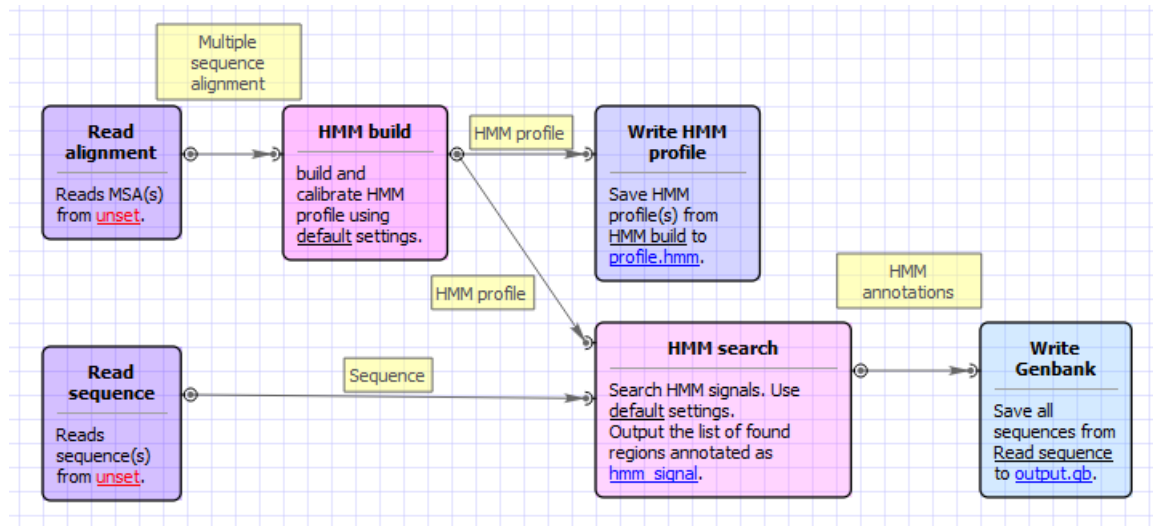 Multiple
sequence
alignment
Read
alignment
Reads MSA(s)
from unset.
HMM build
build and
calibrate HMM
profile using
default settings.
HMM profile
Write HMM
profile
Save HMM
profile(s) from
HMM build to
profile.hmm.
HMM profile
HMM
annotations
Read
sequence
Reads
sequence(s)
from unset.
Sequence
HMM search
Search HMM signals. Use
default settings.
Output the list of found
regions annotated as
hmm_signal.
Write
Genbank
Save all
sequences from
Read sequence
to output.gb.